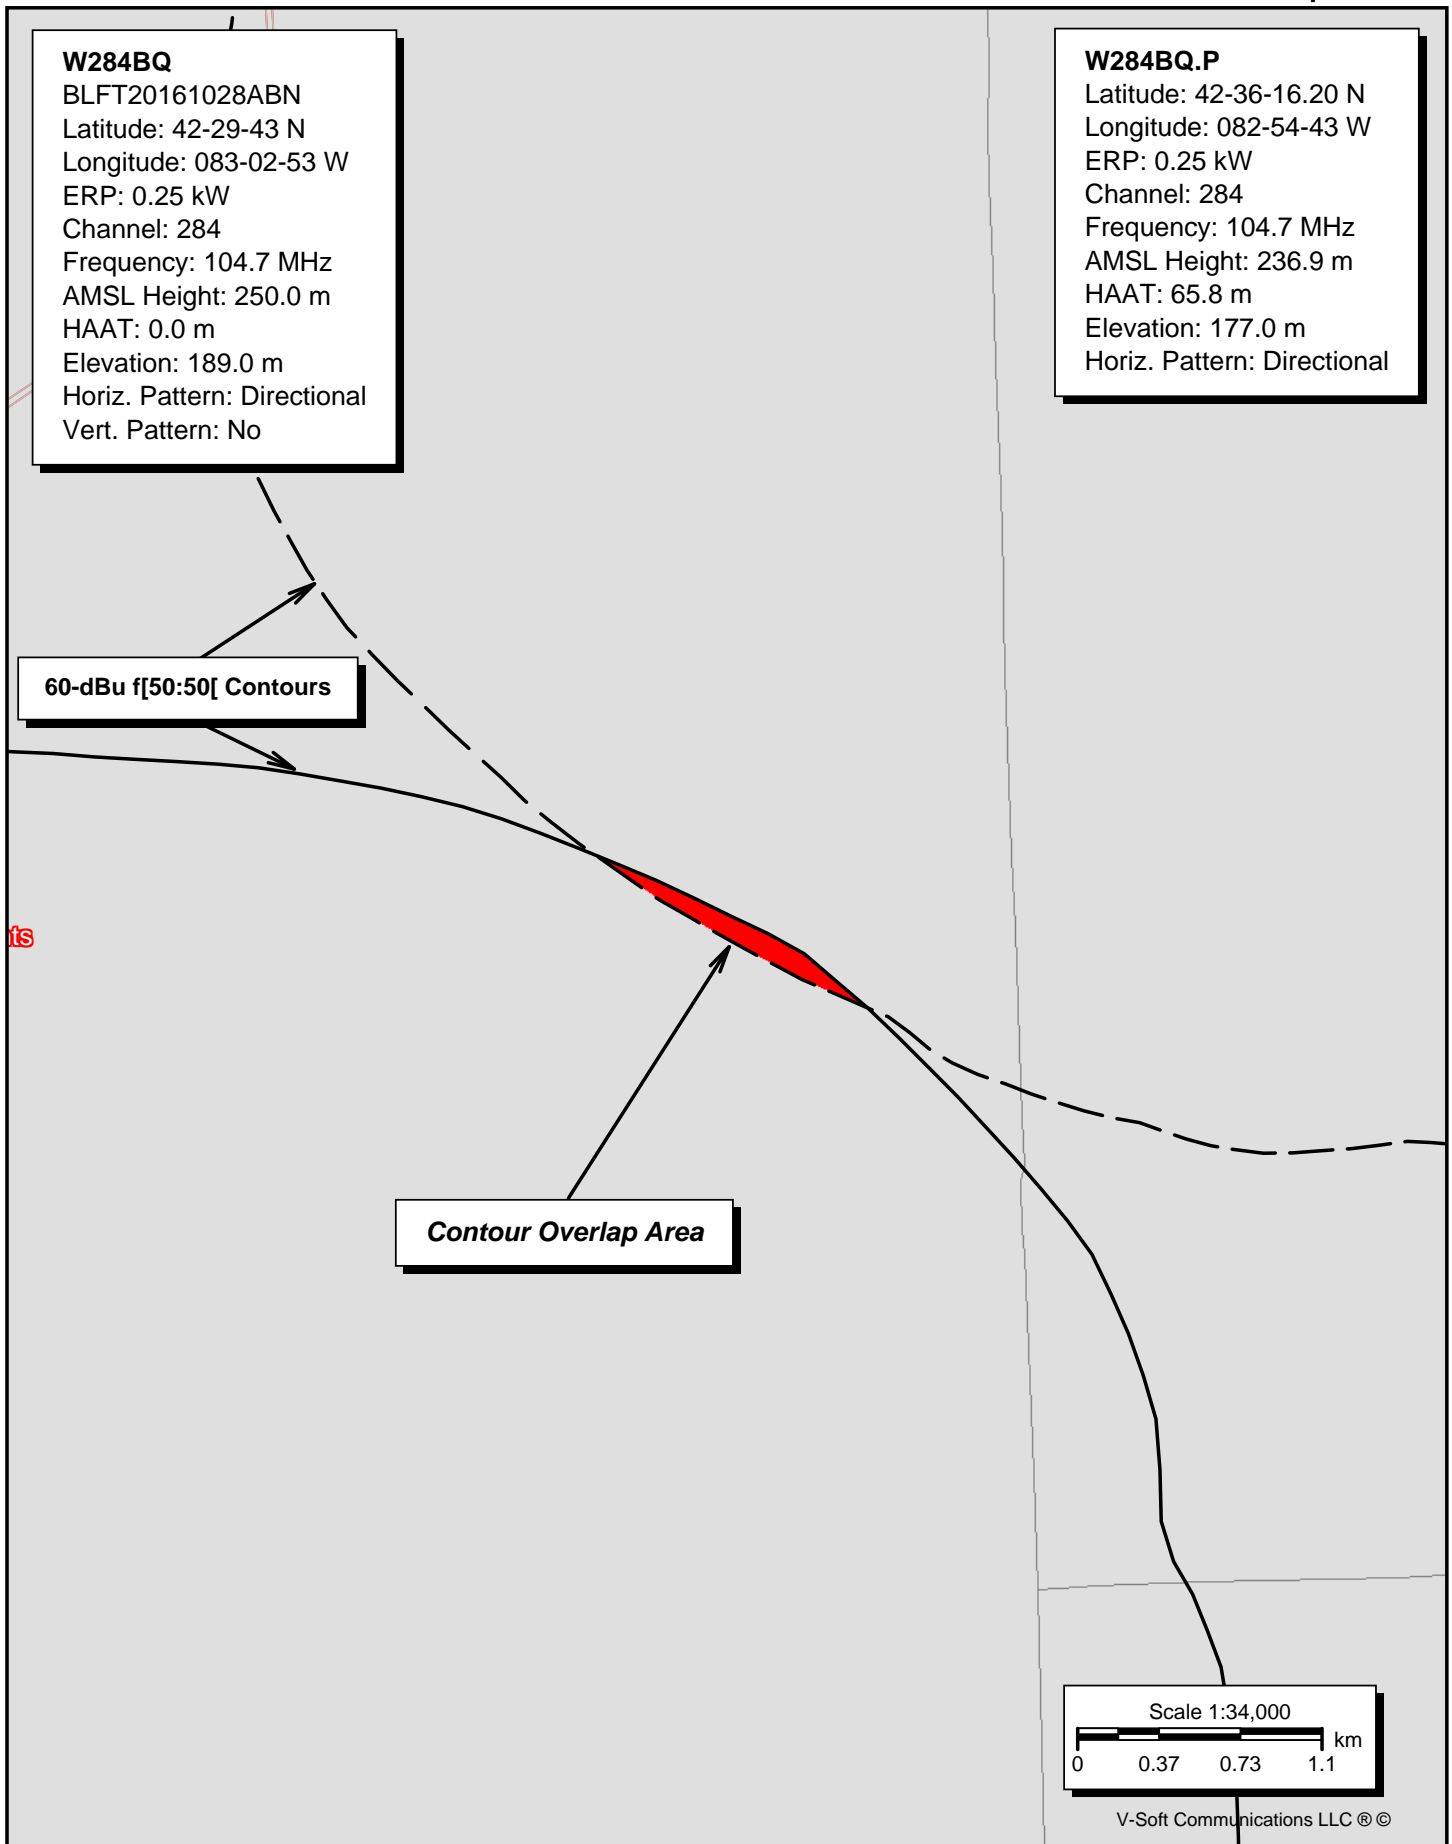 W284BQ
BLFT20161028ABN
Latitude: 42-29-43 N
Longitude: 083-02-53 W
ERP: 0.25 kW
Channel: 284
Frequency: 104.7 MHz
AMSL Height: 250.0 m
HAAT: 0.0 m
Elevation: 189.0 m
Horiz. Pattern: Directional
Vert. Pattern: No
W284BQ.P
Latitude: 42-36-16.20 N
Longitude: 082-54-43 W
ERP: 0.25 kW
Channel: 284
Frequency: 104.7 MHz
AMSL Height: 236.9 m
HAAT: 65.8 m
Elevation: 177.0 m
Horiz. Pattern: Directional
60-dBu f[50:50[ Contours
ts
Contour Overlap Area
Scale 1:34,000
km
0 0.37 0.73 1.1
V-Soft Communications LLC ® ©